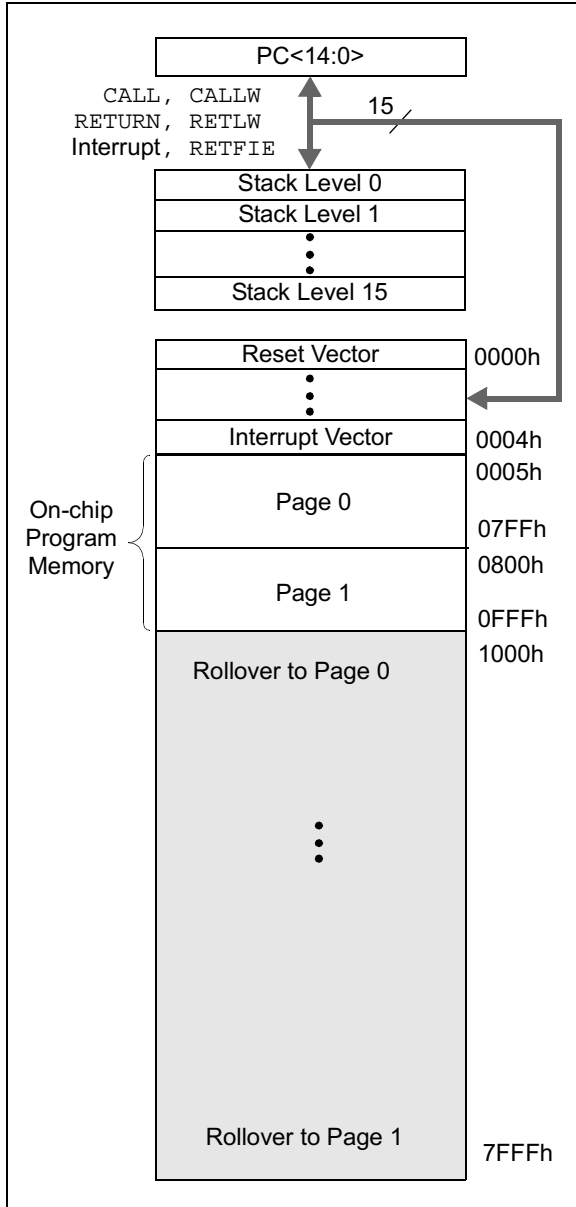 PC<14:0>
CALL, CALLW
RETURN, RETLW
Interrupt, RETFIE
15
Stack Level 0
Stack Level 1
Stack Level 15
Reset Vector
0000h
Interrupt Vector
0004h
0005h
On-chip
Program
Memory
Page 0
07FFh
0800h
Page 1
0FFFh
1000h
Rollover to Page 0
Rollover to Page 1
7FFFh